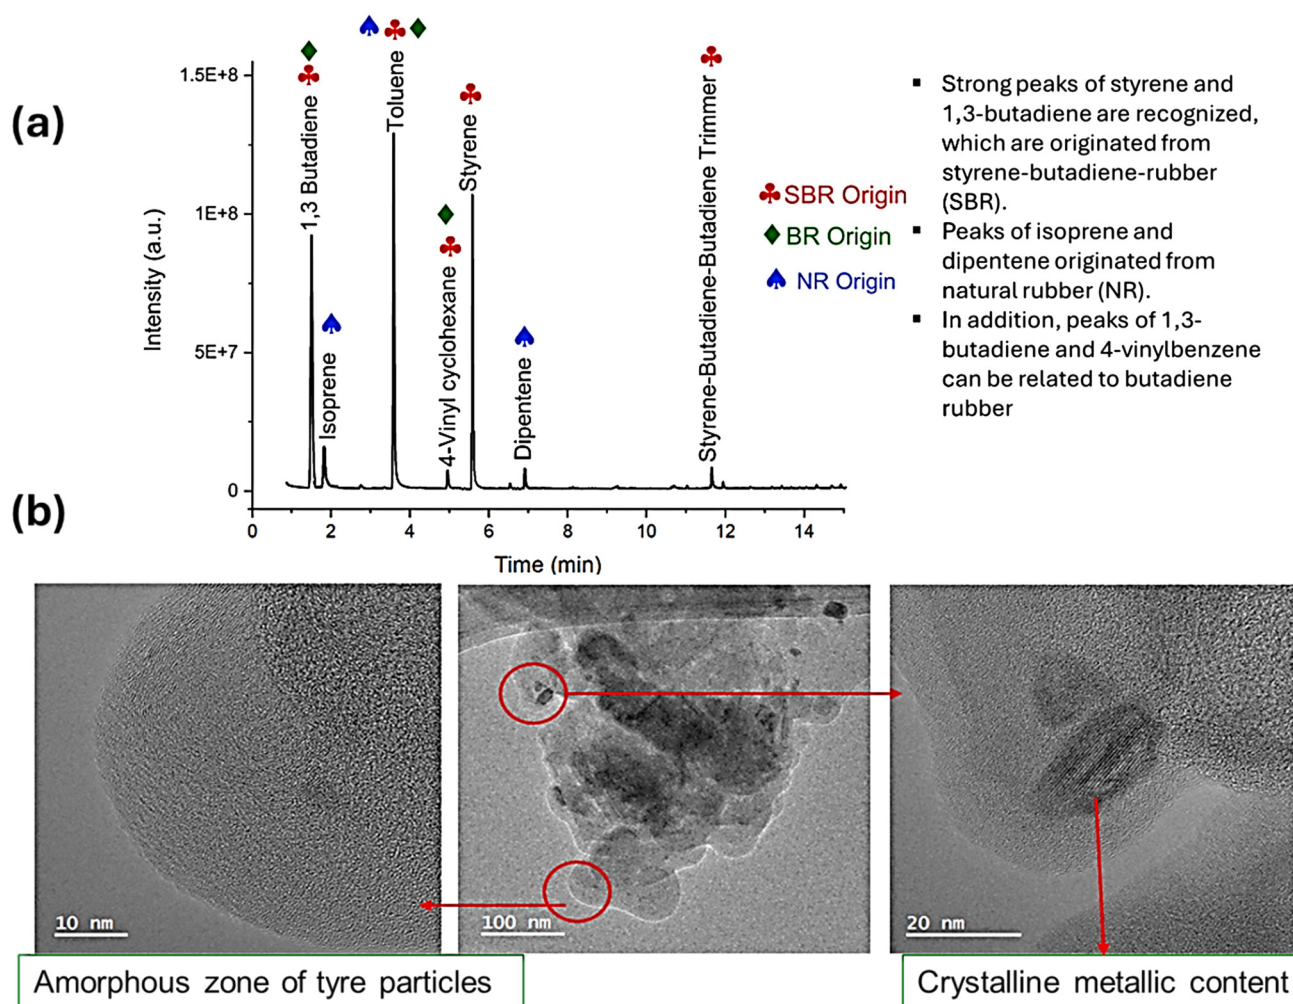 (a)
1.5E+8
1E+8
5E+7
0
Intensity (a.u.)
1,3 Butadiene
Isoprene
Toluene
4-Vinyl cyclohexane
Styrene
Dipentene
Styrene-Butadiene-Butadiene Trimmer
SBR Origin
BR Origin
NR Origin
0 2 4 6 8 10 12 14
Time (min)
▪ Strong peaks of styrene and
1,3-butadiene are recognized,
which are originated from
styrene-butadiene-rubber
(SBR).
▪ Peaks of isoprene and
dipentene originated from
natural rubber (NR).
▪ In addition, peaks of 1,3-
butadiene and 4-vinylbenzene
can be related to butadiene
rubber
(b)
10 nm
100 nm
20 nm
Amorphous zone of tyre particles
Crystalline metallic content